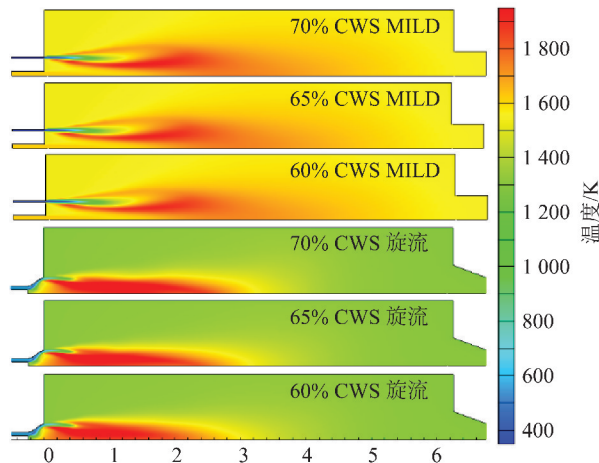 70% CWS MILD
65% CWS MILD
60% CWS MILD
70% CWS 旋流
65% CWS 旋流
60% CWS 旋流
0 1 2 3 4 5 6
1 800
1 600
1 400
1 200
1 000
800
600
400
温度/K